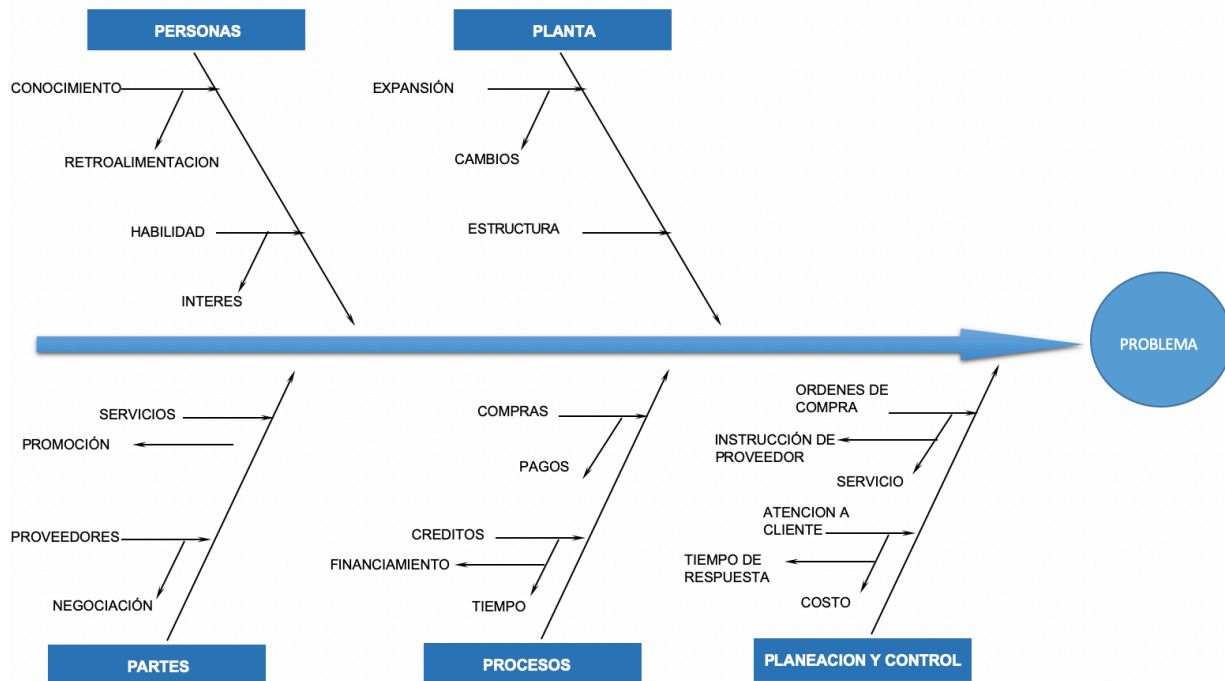 PERSONAS
PLANTA
CONOCIMIENTO
EXPANSIÓN
RETROALIMENTACION
CAMBIOS
HABILIDAD
ESTRUCTURA
INTERES
PROBLEMA
SERVICIOS
PROMOCIÓN
COMPRAS
PAGOS
ORDENES DE
COMPRA
INSTRUCCIÓN DE
PROVEEDOR
SERVICIO
PROVEEDORES
NEGOCIACIÓN
CREDITOS
FINANCIAMIENTO
TIEMPO
ATENCION A
CLIENTE
TIEMPO DE
RESPUESTA
COSTO
PARTES
PROCESOS
PLANEACION Y CONTROL